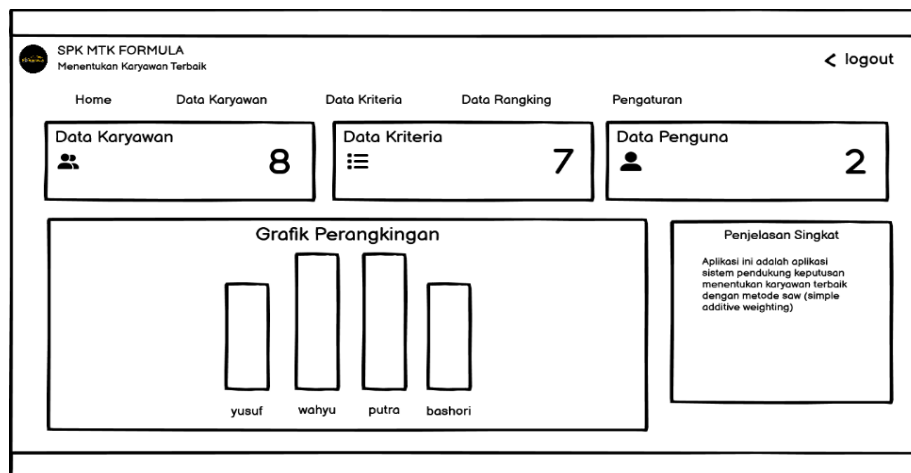 SPK MTK FORMULA
Menentukan Karyawan Terbaik
< logout
Home
Data Karyawan
Data Kriteria
Data Rangking
Pengaturan
Data Karyawan
8
Data Kriteria
7
Data Penguna
2
Grafik Perangkingan
yusuf
wahyu
putra
bashori
Penjelasan Singkat
Aplikasi ini adalah aplikasi
sistem pendukung keputusan
menentukan karyawan terbaik
dengan metode saw (simple
additive weighting)